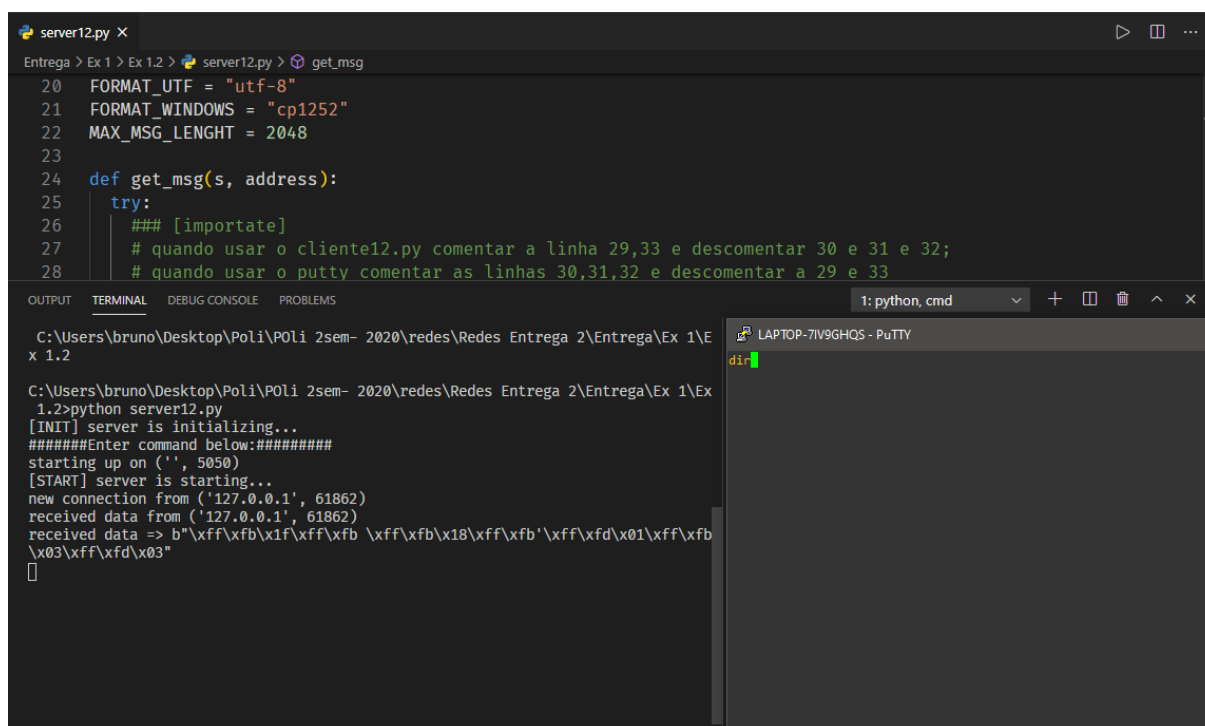 server12.py ×
Entrega > Ex 1 > Ex 1.2 > server12.py > get_msg
20 FORMAT_UTF = "utf-8"
21 FORMAT_WINDOWS = "cp1252"
22 MAX_MSG_LENGHT = 2048
23
24 def get_msg(s, address):
25 try:
26 ### [importate]
27 # quando usar o cliente12.py comentar a linha 29,33 e descomentar 30 e 31 e 32;
28 # quando usar o putty comentar as linhas 30,31,32 e descomentar a 29 e 33
OUTPUT TERMINAL DEBUG CONSOLE PROBLEMS 1: python, cmd
C:\Users\bruno\Desktop\Poli\POli 2sem- 2020\redes\Redes Entrega 2\Entrega\Ex 1\E
x 1.2
C:\Users\bruno\Desktop\Poli\POli 2sem- 2020\redes\Redes Entrega 2\Entrega\Ex 1\Ex
1.2>python server12.py
[INIT] server is initializing...
#######Enter command below:#########
starting up on ('', 5050)
[START] server is starting...
new connection from ('127.0.0.1', 61862)
received data from ('127.0.0.1', 61862)
received data => b"\xff\xfb\x1f\xff\xfb \xff\xfb\x18\xff\xfb'\xff\xfd\x01\xff\xfb
\x03\xff\xfd\x03"
LAPTOP-7IV9GHQS - PuTTY
dir